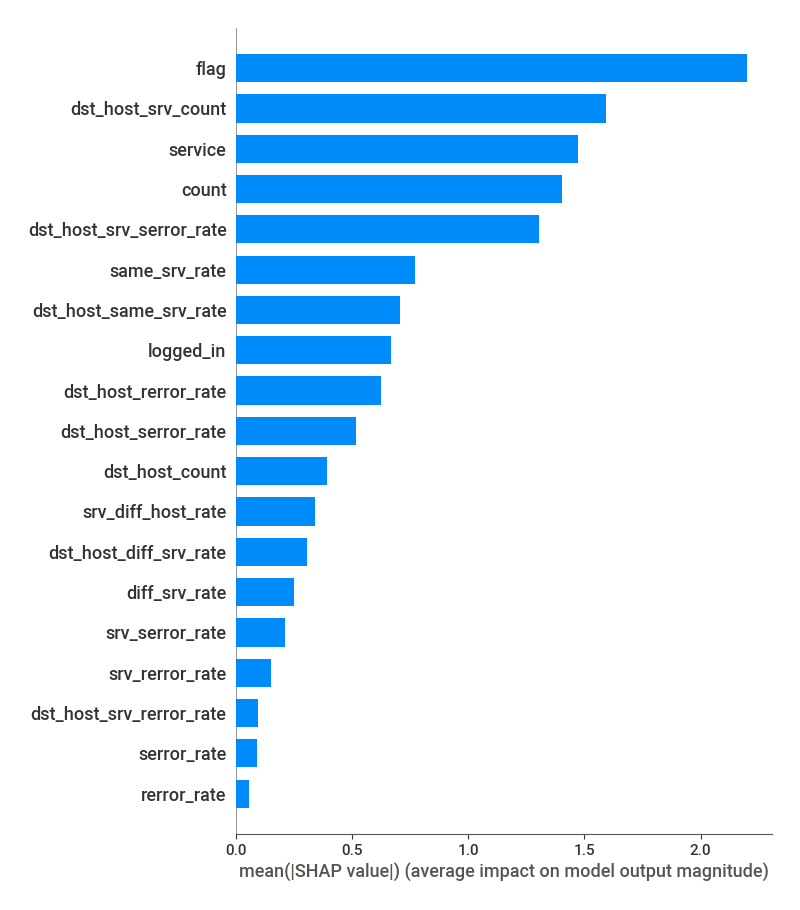 flag
dst_host_srv_count
service
count
dst_host_srv_serror_rate
same_srv_rate
dst_host_same_srv_rate
logged_in
dst_host_rerror_rate
dst_host_serror_rate
dst_host_count
srv_diff_host_rate
dst_host_diff_srv_rate
diff_srv_rate
srv_serror_rate
srv_rerror_rate
dst_host_srv_rerror_rate
serror_rate
rerror_rate
0.0 0.5 1.0 1.5 2.0
mean(|SHAP value|) (average impact on model output magnitude)